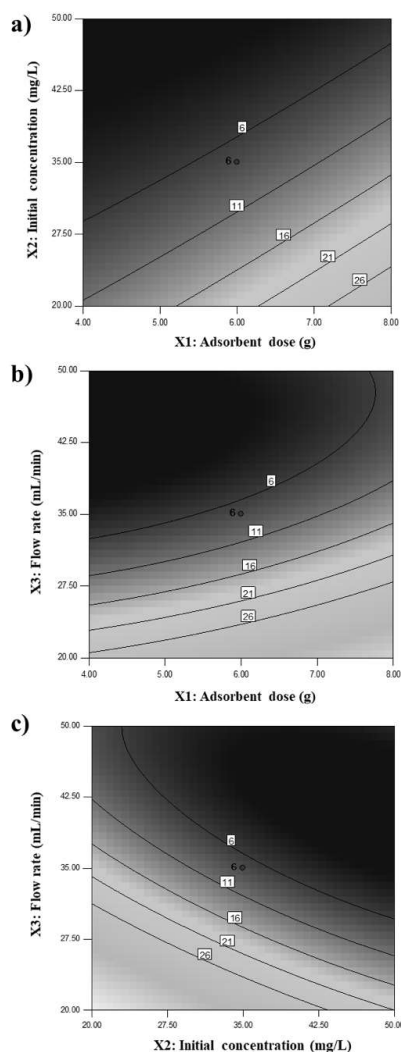 a)
50.00
42.50
35.00
27.50
20.00
X2: Initial concentration (mg/L)
6
6
11
16
21
26
4.00 5.00 6.00 7.00 8.00
X1: Adsorbent dose (g)
b)
50.00
42.50
35.00
27.50
20.00
X3: Flow rate (mL/min)
6
6
11
16
21
26
4.00 5.00 6.00 7.00 8.00
X1: Adsorbent dose (g)
c)
50.00
42.50
35.00
27.50
20.00
X3: Flow rate (mL/min)
6
6
11
16
21
26
20.00 27.50 35.00 42.50 50.00
X2: Initial concentration (mg/L)